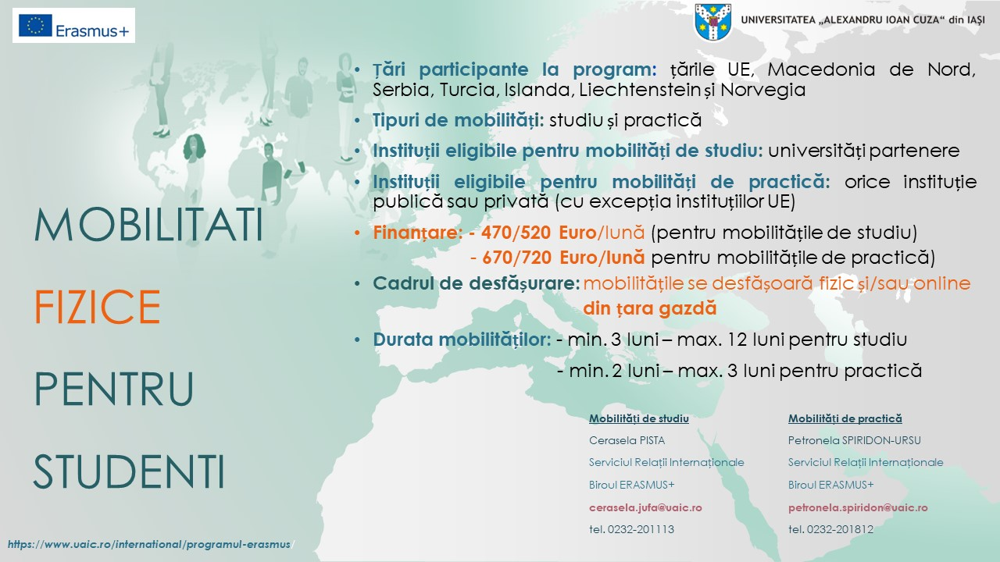 Erasmus+
UNIVERSITATEA „ALEXANDRU IOAN CUZA“ din IAŞI
• Țări participante la program: țările UE, Macedonia de Nord,
Serbia, Turcia, Islanda, Liechtenstein și Norvegia
• Tipuri de mobilități: studiu și practică
• Instituții eligibile pentru mobilități de studiu: universități partenere
• Instituții eligibile pentru mobilități de practică: orice instituție
publică sau privată (cu excepția instituțiilor UE)
• Finanțare: - 470/520 Euro/lună (pentru mobilitățile de studiu)
- 670/720 Euro/lună pentru mobilitățile de practică)
• Cadrul de desfășurare: mobilitățile se desfășoară fizic și/sau online
din țara gazdă
• Durata mobilităților: - min. 3 luni – max. 12 luni pentru studiu
- min. 2 luni – max. 3 luni pentru practică
MOBILITATI
FIZICE
PENTRU
STUDENTI
Mobilități de studiu
Cerasela PISTA
Serviciul Relații Internaționale
Biroul ERASMUS+
cerasela.jufa@uaic.ro
tel. 0232-201113
Mobilități de practică
Petronela SPIRIDON-URSU
Serviciul Relații Internaționale
Biroul ERASMUS+
petronela.spiridon@uaic.ro
tel. 0232-201812
https://www.uaic.ro/international/programul-erasmus/